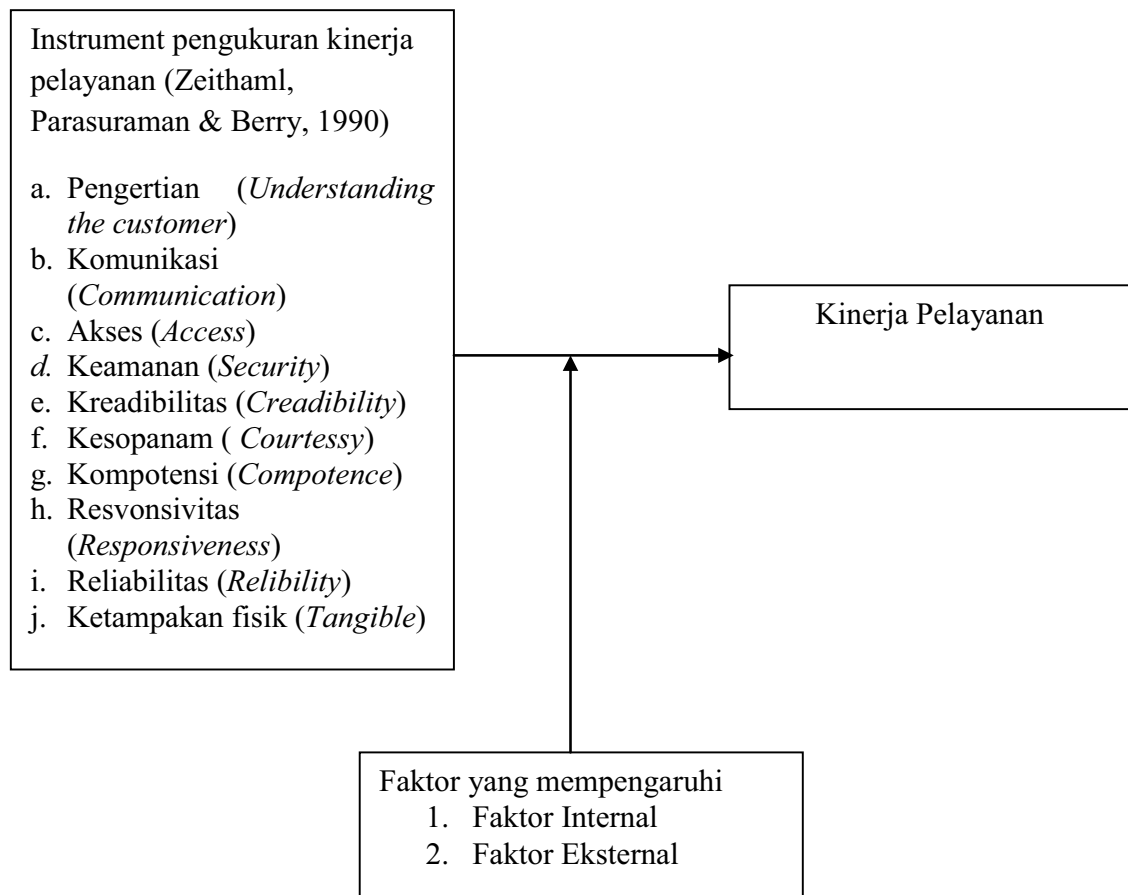 Instrument pengukuran kinerja
pelayanan (Zeithaml,
Parasuraman & Berry, 1990)
a. Pengertian (Understanding
the customer)
b. Komunikasi
(Communication)
c. Akses (Access)
d. Keamanan (Security)
e. Kreadibilitas (Creadibility)
f. Kesopanam ( Courtessy)
g. Kompotensi (Compotence)
h. Resvonsivitas
(Responsiveness)
i. Reliabilitas (Relibility)
j. Ketampakan fisik (Tangible)
Kinerja Pelayanan
Faktor yang mempengaruhi
1. Faktor Internal
2. Faktor Eksternal